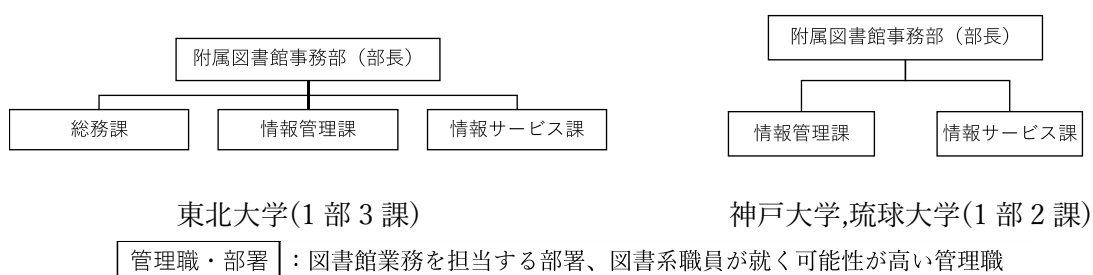 附属図書館事務部（部長）
総務課
情報管理課
情報サービス課
東北大学(1 部 3 課)
附属図書館事務部（部長）
情報管理課
情報サービス課
神戸大学,琉球大学(1 部 2 課)
管理職・部署：図書館業務を担当する部署、図書系職員が就く可能性が高い管理職